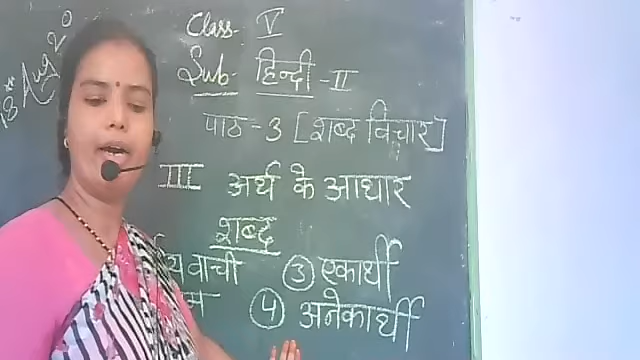 Class- V
Sub- हिन्दी -II
पाठ -3 [शब्द विचार]
III अर्थ के आधार
शब्द
वाची ③ एकार्थी
④ अनेकार्थी